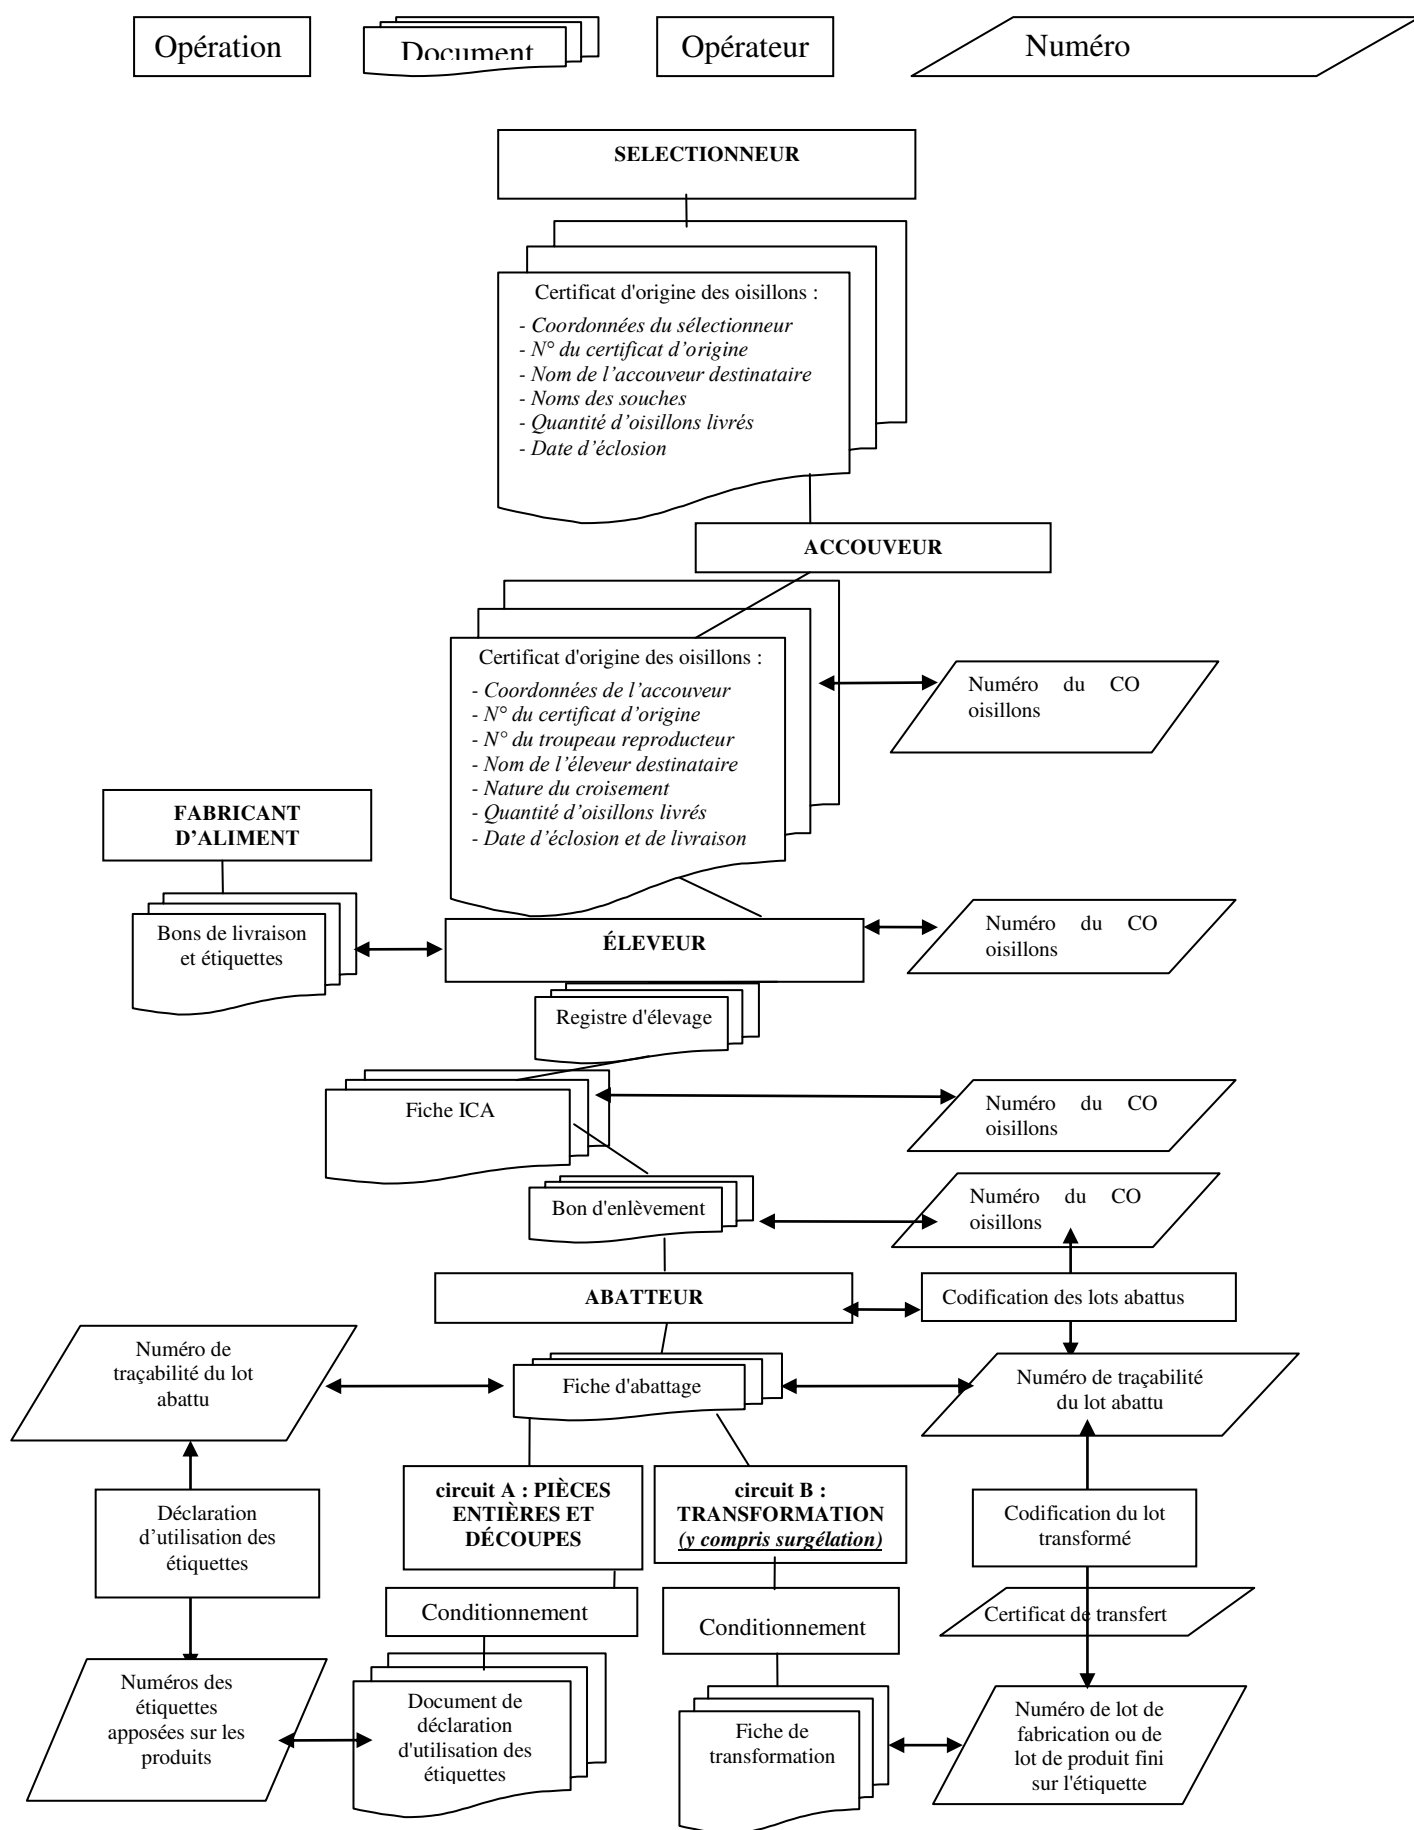 Opération
Document
Opérateur
Numéro
SELECTIONNEUR
Certificat d'origine des oisillons :
- Coordonnées du sélectionneur
- N° du certificat d’origine
- Nom de l’accouveur destinataire
- Noms des souches
- Quantité d’oisillons livrés
- Date d’éclosion
ACCOUVEUR
Certificat d'origine des oisillons :
- Coordonnées de l’accouveur
- N° du certificat d’origine
- N° du troupeau reproducteur
- Nom de l’éleveur destinataire
- Nature du croisement
- Quantité d’oisillons livrés
- Date d’éclosion et de livraison
Numéro du CO
oisillons
FABRICANT
D’ALIMENT
Bons de livraison
et étiquettes
ÉLEVEUR
Numéro du CO
oisillons
Registre d'élevage
Fiche ICA
Numéro du CO
oisillons
Bon d'enlèvement
Numéro du CO
oisillons
ABATTEUR
Codification des lots abattus
Numéro de
traçabilité du lot
abattu
Fiche d'abattage
Numéro de traçabilité
du lot abattu
Déclaration
d’utilisation des
étiquettes
circuit A : PIÈCES
ENTIÈRES ET
DÉCOUPES
circuit B :
TRANSFORMATION
(y compris surgélation)
Codification du lot
transformé
Conditionnement
Conditionnement
Certificat de transfert
Numéros des
étiquettes
apposées sur les
produits
Document de
déclaration
d'utilisation des
étiquettes
Fiche de
transformation
Numéro de lot de
fabrication ou de
lot de produit fini
sur l'étiquette